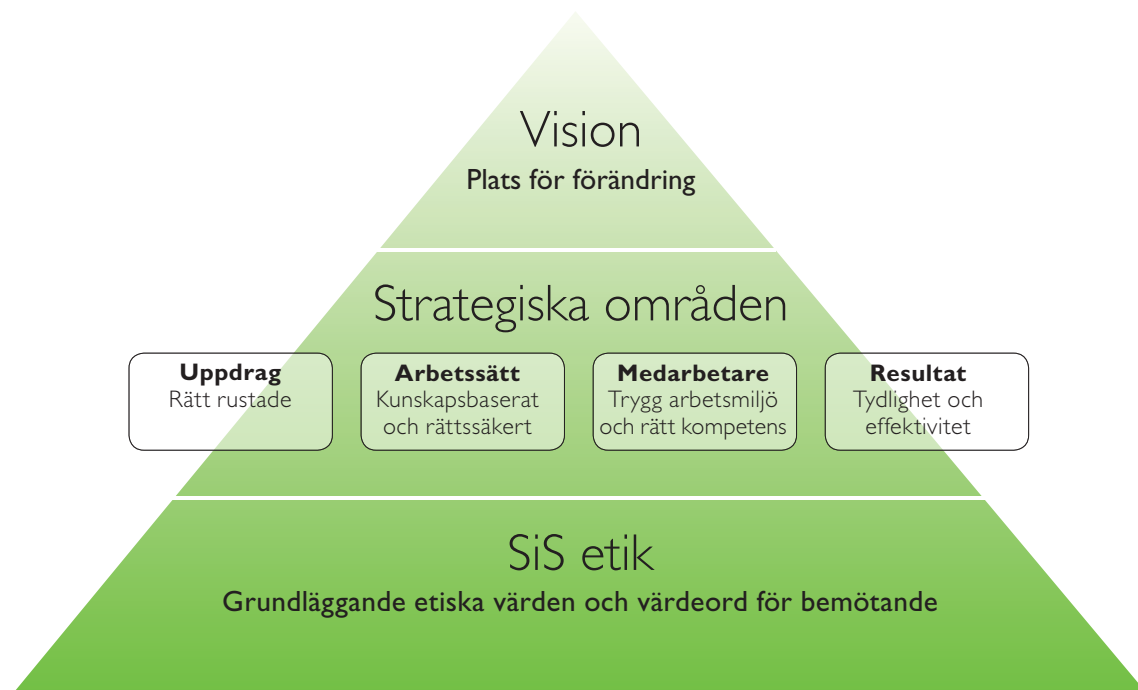 Vision
Plats för förändring
Strategiska områden
Uppdrag
Rätt rustade
Arbetssätt
Kunskapsbaserat
och rättssäkert
Medarbetare
Trygg arbetsmiljö
och rätt kompetens
Resultat
Tydlighet och
effektivitet
SiS etik
Grundläggande etiska värden och värdeord för bemötande